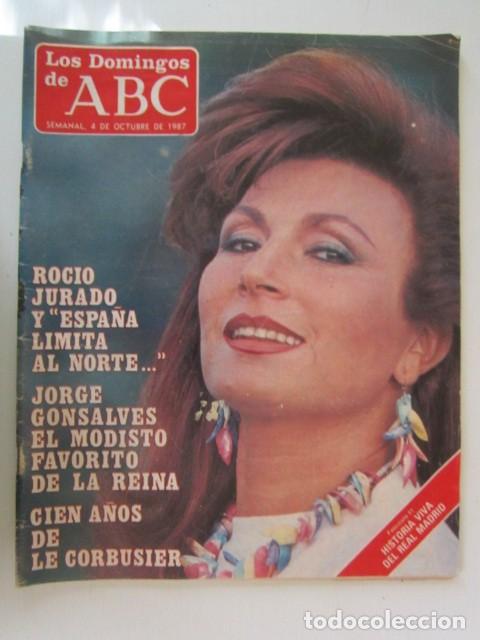 Los Domingos
de ABC
SEMANAL, 4 DE OCTUBRE DE 1987
ROCIO
JURADO
Y "ESPAÑA
LIMITA
AL NORTE..."
JORGE
GONSALVES
EL MODISTO
FAVORITO
DE LA REINA
CIEN AÑOS
DE
LE CORBUSIER
HISTORIA VIVA
DEL REAL MADRID
todocoleccion